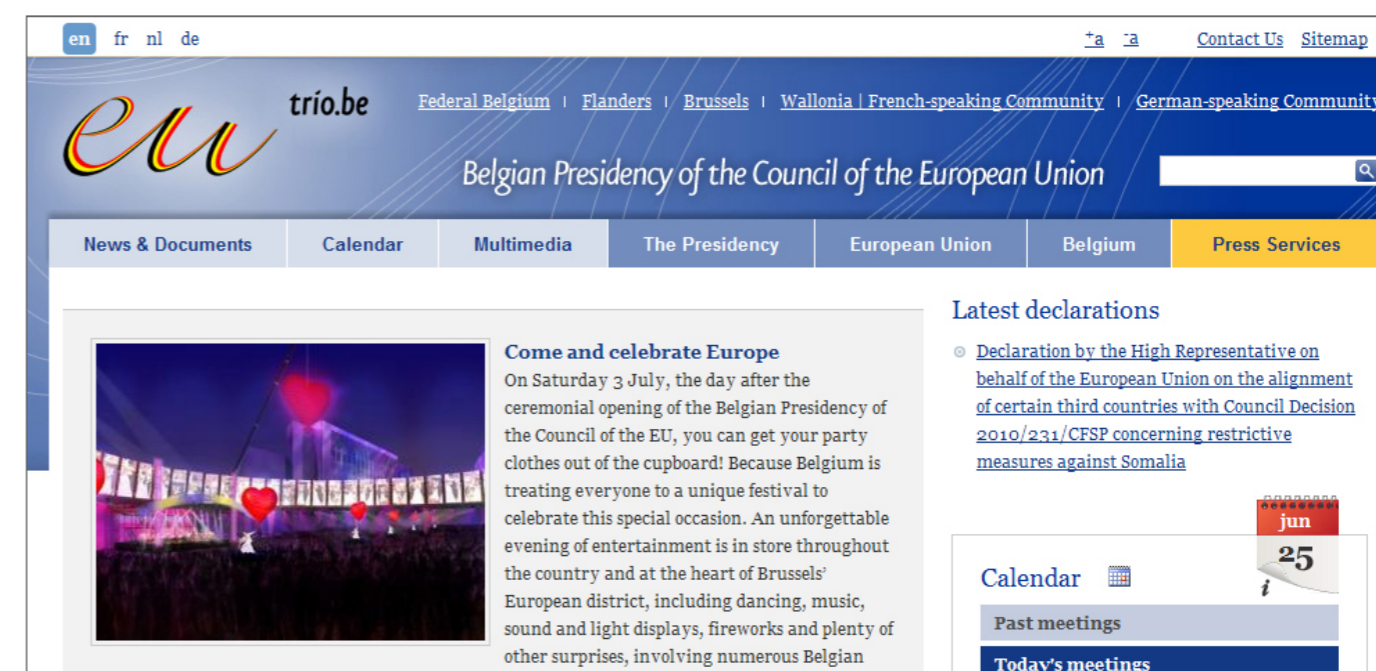 en fr nl de
+a -a Contact Us Sitemap
eu trio.be
Federal Belgium | Flanders | Brussels | Wallonia | French-speaking Community | German-speaking Community
Belgian Presidency of the Council of the European Union
News & Documents Calendar Multimedia The Presidency European Union Belgium Press Services
Come and celebrate Europe
On Saturday 3 July, the day after the
ceremonial opening of the Belgian Presidency of
the Council of the EU, you can get your party
clothes out of the cupboard! Because Belgium is
treating everyone to a unique festival to
celebrate this special occasion. An unforgettable
evening of entertainment is in store throughout
the country and at the heart of Brussels'
European district, including dancing, music,
sound and light displays, fireworks and plenty of
other surprises, involving numerous Belgian
Latest declarations
Declaration by the High Representative on
behalf of the European Union on the alignment
of certain third countries with Council Decision
2010/231/CFSP concerning restrictive
measures against Somalia
jun
25
i
Calendar
Past meetings
Today's meetings